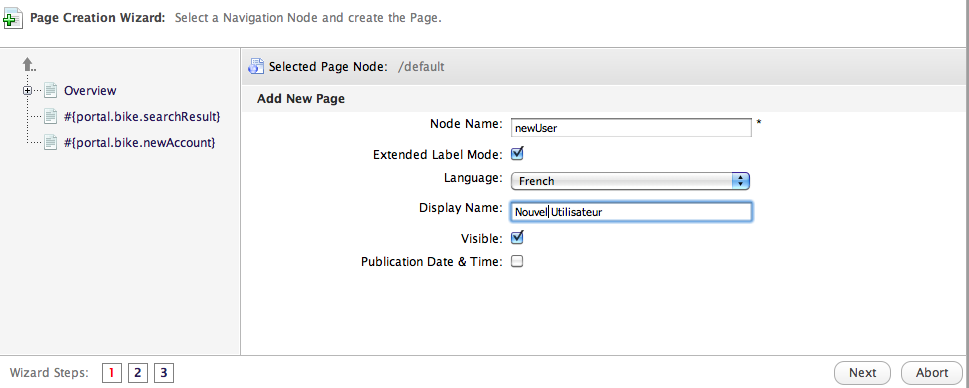 Page Creation Wizard: Select a Navigation Node and create the Page.
..
Overview
#{portal.bike.searchResult}
#{portal.bike.newAccount}
Selected Page Node: /default
Add New Page
Node Name: newUser *
Extended Label Mode:
Language: French
Display Name: Nouvel Utilisateur
Visible:
Publication Date & Time:
Wizard Steps: 1 2 3
Next Abort